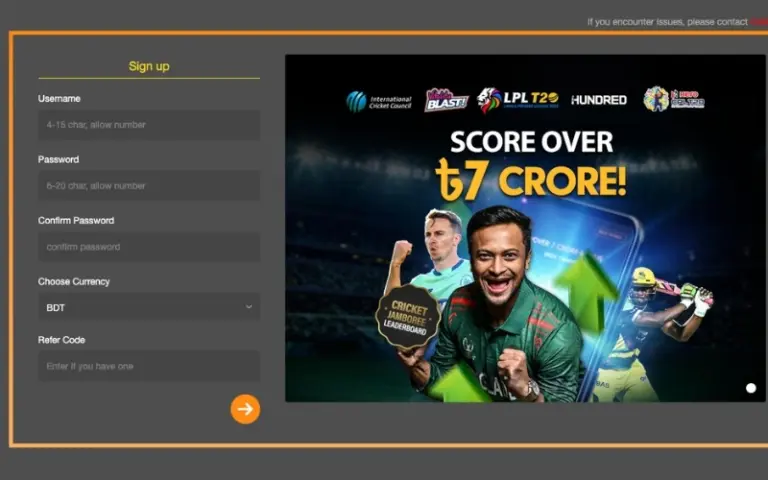 If you encounter issues, please contact
Sign up
Username
4-15 char, allow number
Password
6-20 char, allow number
Confirm Password
confirm password
Choose Currency
BDT
Refer Code
Enter if you have one
International
Cricket Council
BLAST!
LPL T20
HUNDRED
SCORE OVER
৳7 CRORE!
CRICKET
JAMBOREE
LEADERBOARD